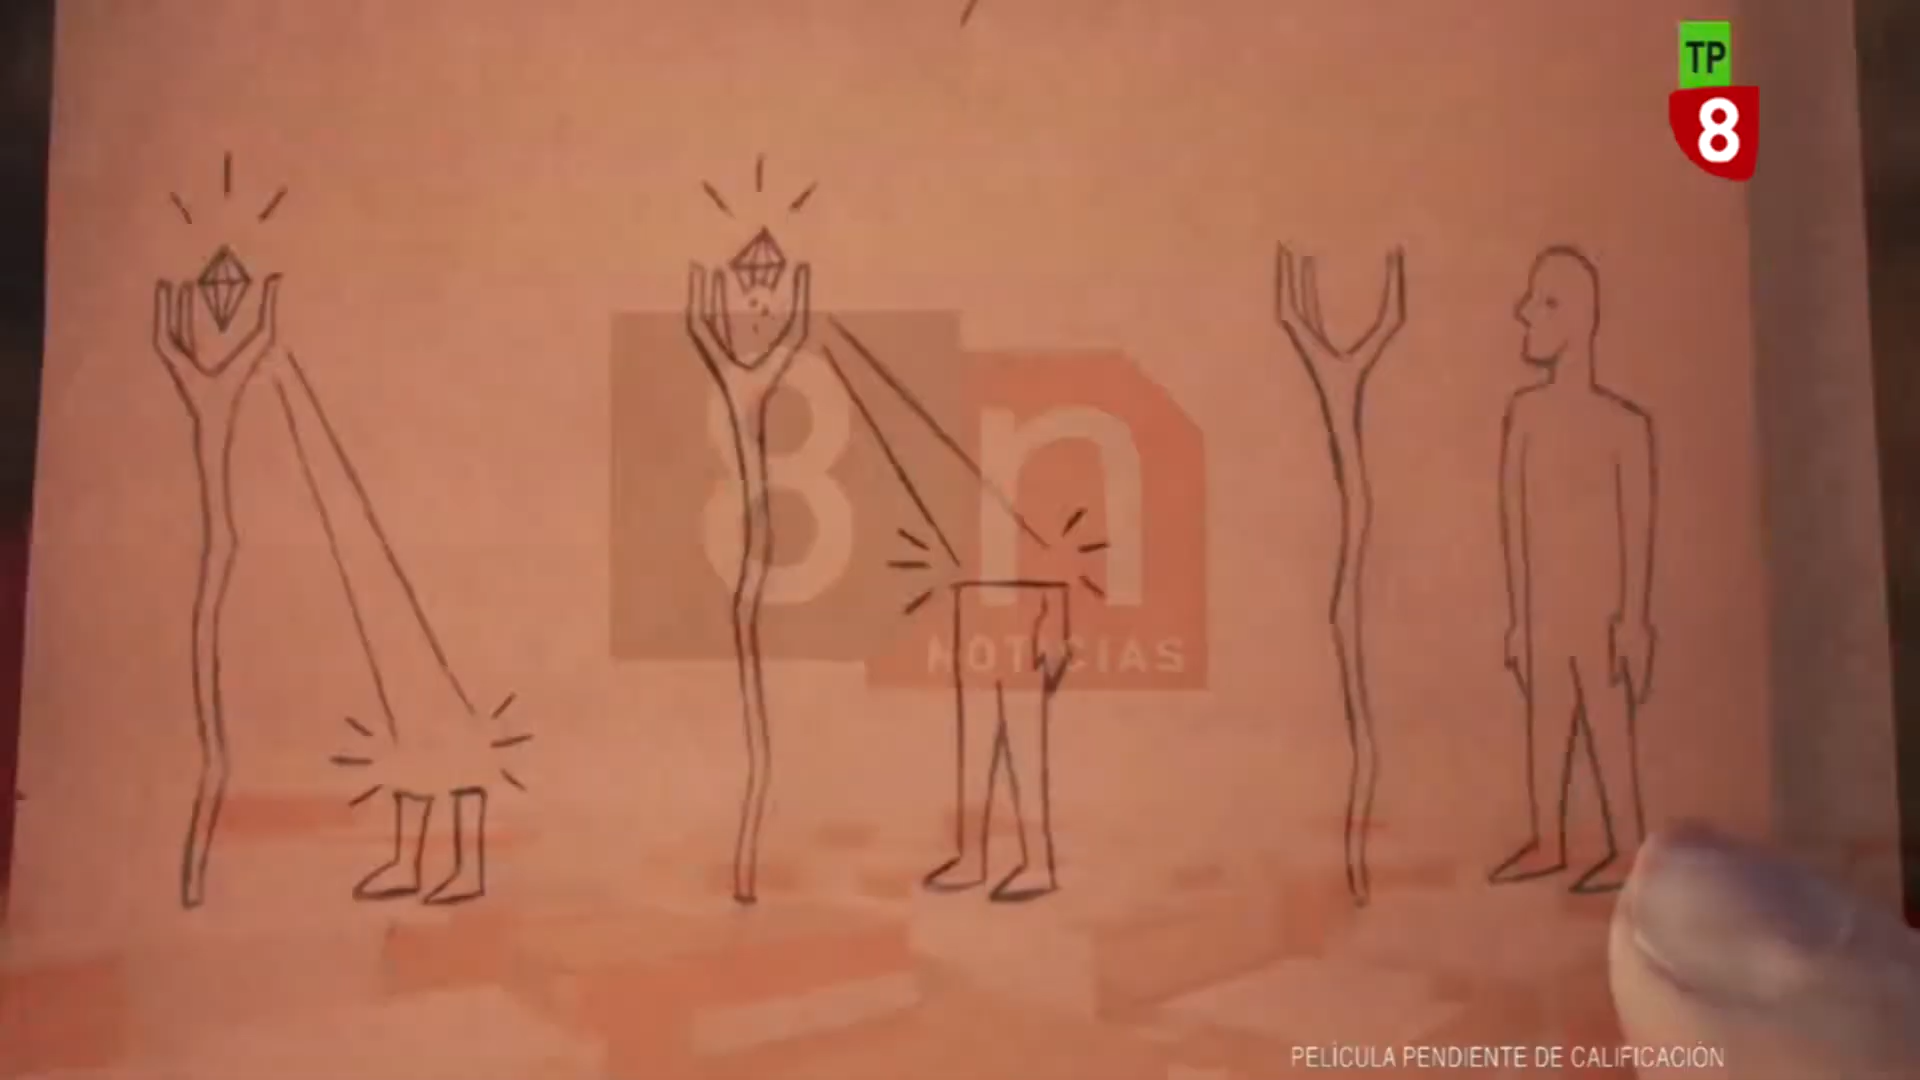 TP
8
8n
NOTICIAS
PELÍCULA PENDIENTE DE CALIFICACIÓN